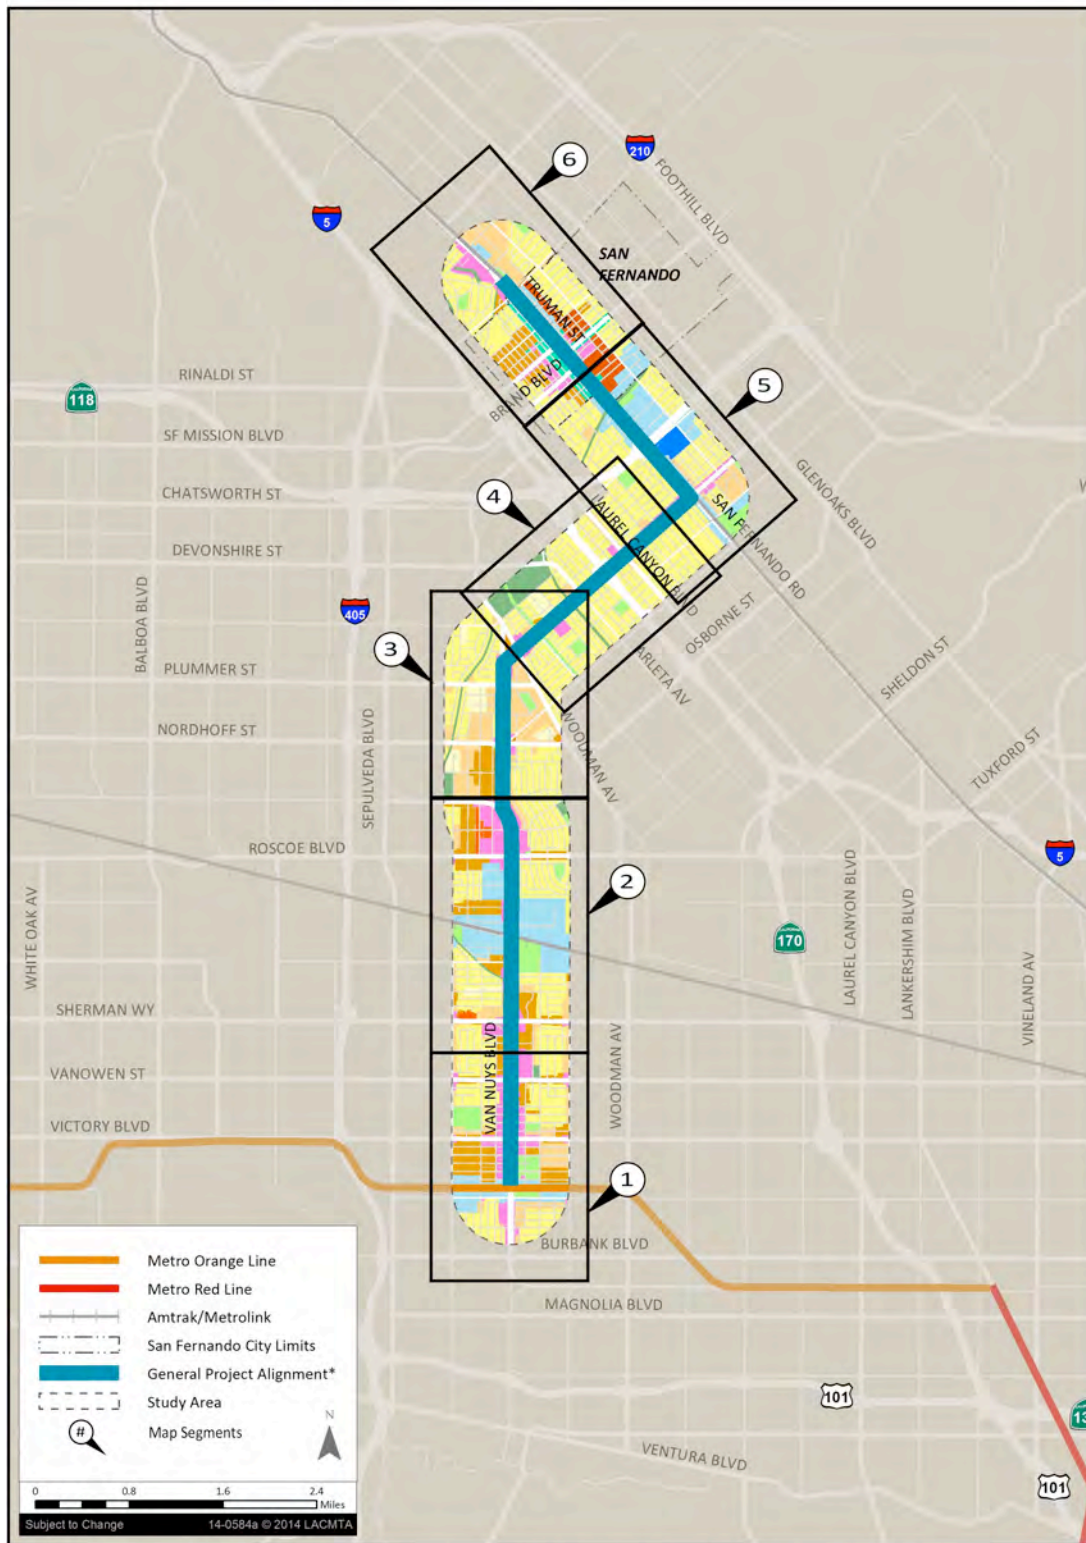 6
210
FOOTHILL BLVD
5
SAN
FERNANDO
TRUMAN ST
RINALDI ST
118
BRAND BLVD
5
SF MISSION BLVD
CHATSWORTH ST
4
GLENOAKS BLVD
LAUREL CANYON BLVD
SAN FERNANDO RD
DEVONSHIRE ST
BALBOA BLVD
405
OSBORNE ST
3
PLUMMER ST
ARLETA AV
SHELDON ST
NORDHOFF ST
SEPULVEDA BLVD
WOODMAN AV
TUXFORD ST
ROSCOE BLVD
5
2
WHITE OAK AV
170
LAUREL CANYON BLVD
LANKERSHIM BLVD
VINELAND AV
SHERMAN WY
VAN NUYS BLVD
WOODMAN AV
VANOWEN ST
VICTORY BLVD
1
BURBANK BLVD
MAGNOLIA BLVD
101
VENTURA BLVD
101
Metro Orange Line
Metro Red Line
Amtrak/Metrolink
San Fernando City Limits
General Project Alignment*
Study Area
# Map Segments
N
0 0.8 1.6 2.4
Miles
Subject to Change 14-0584a © 2014 LACMTA